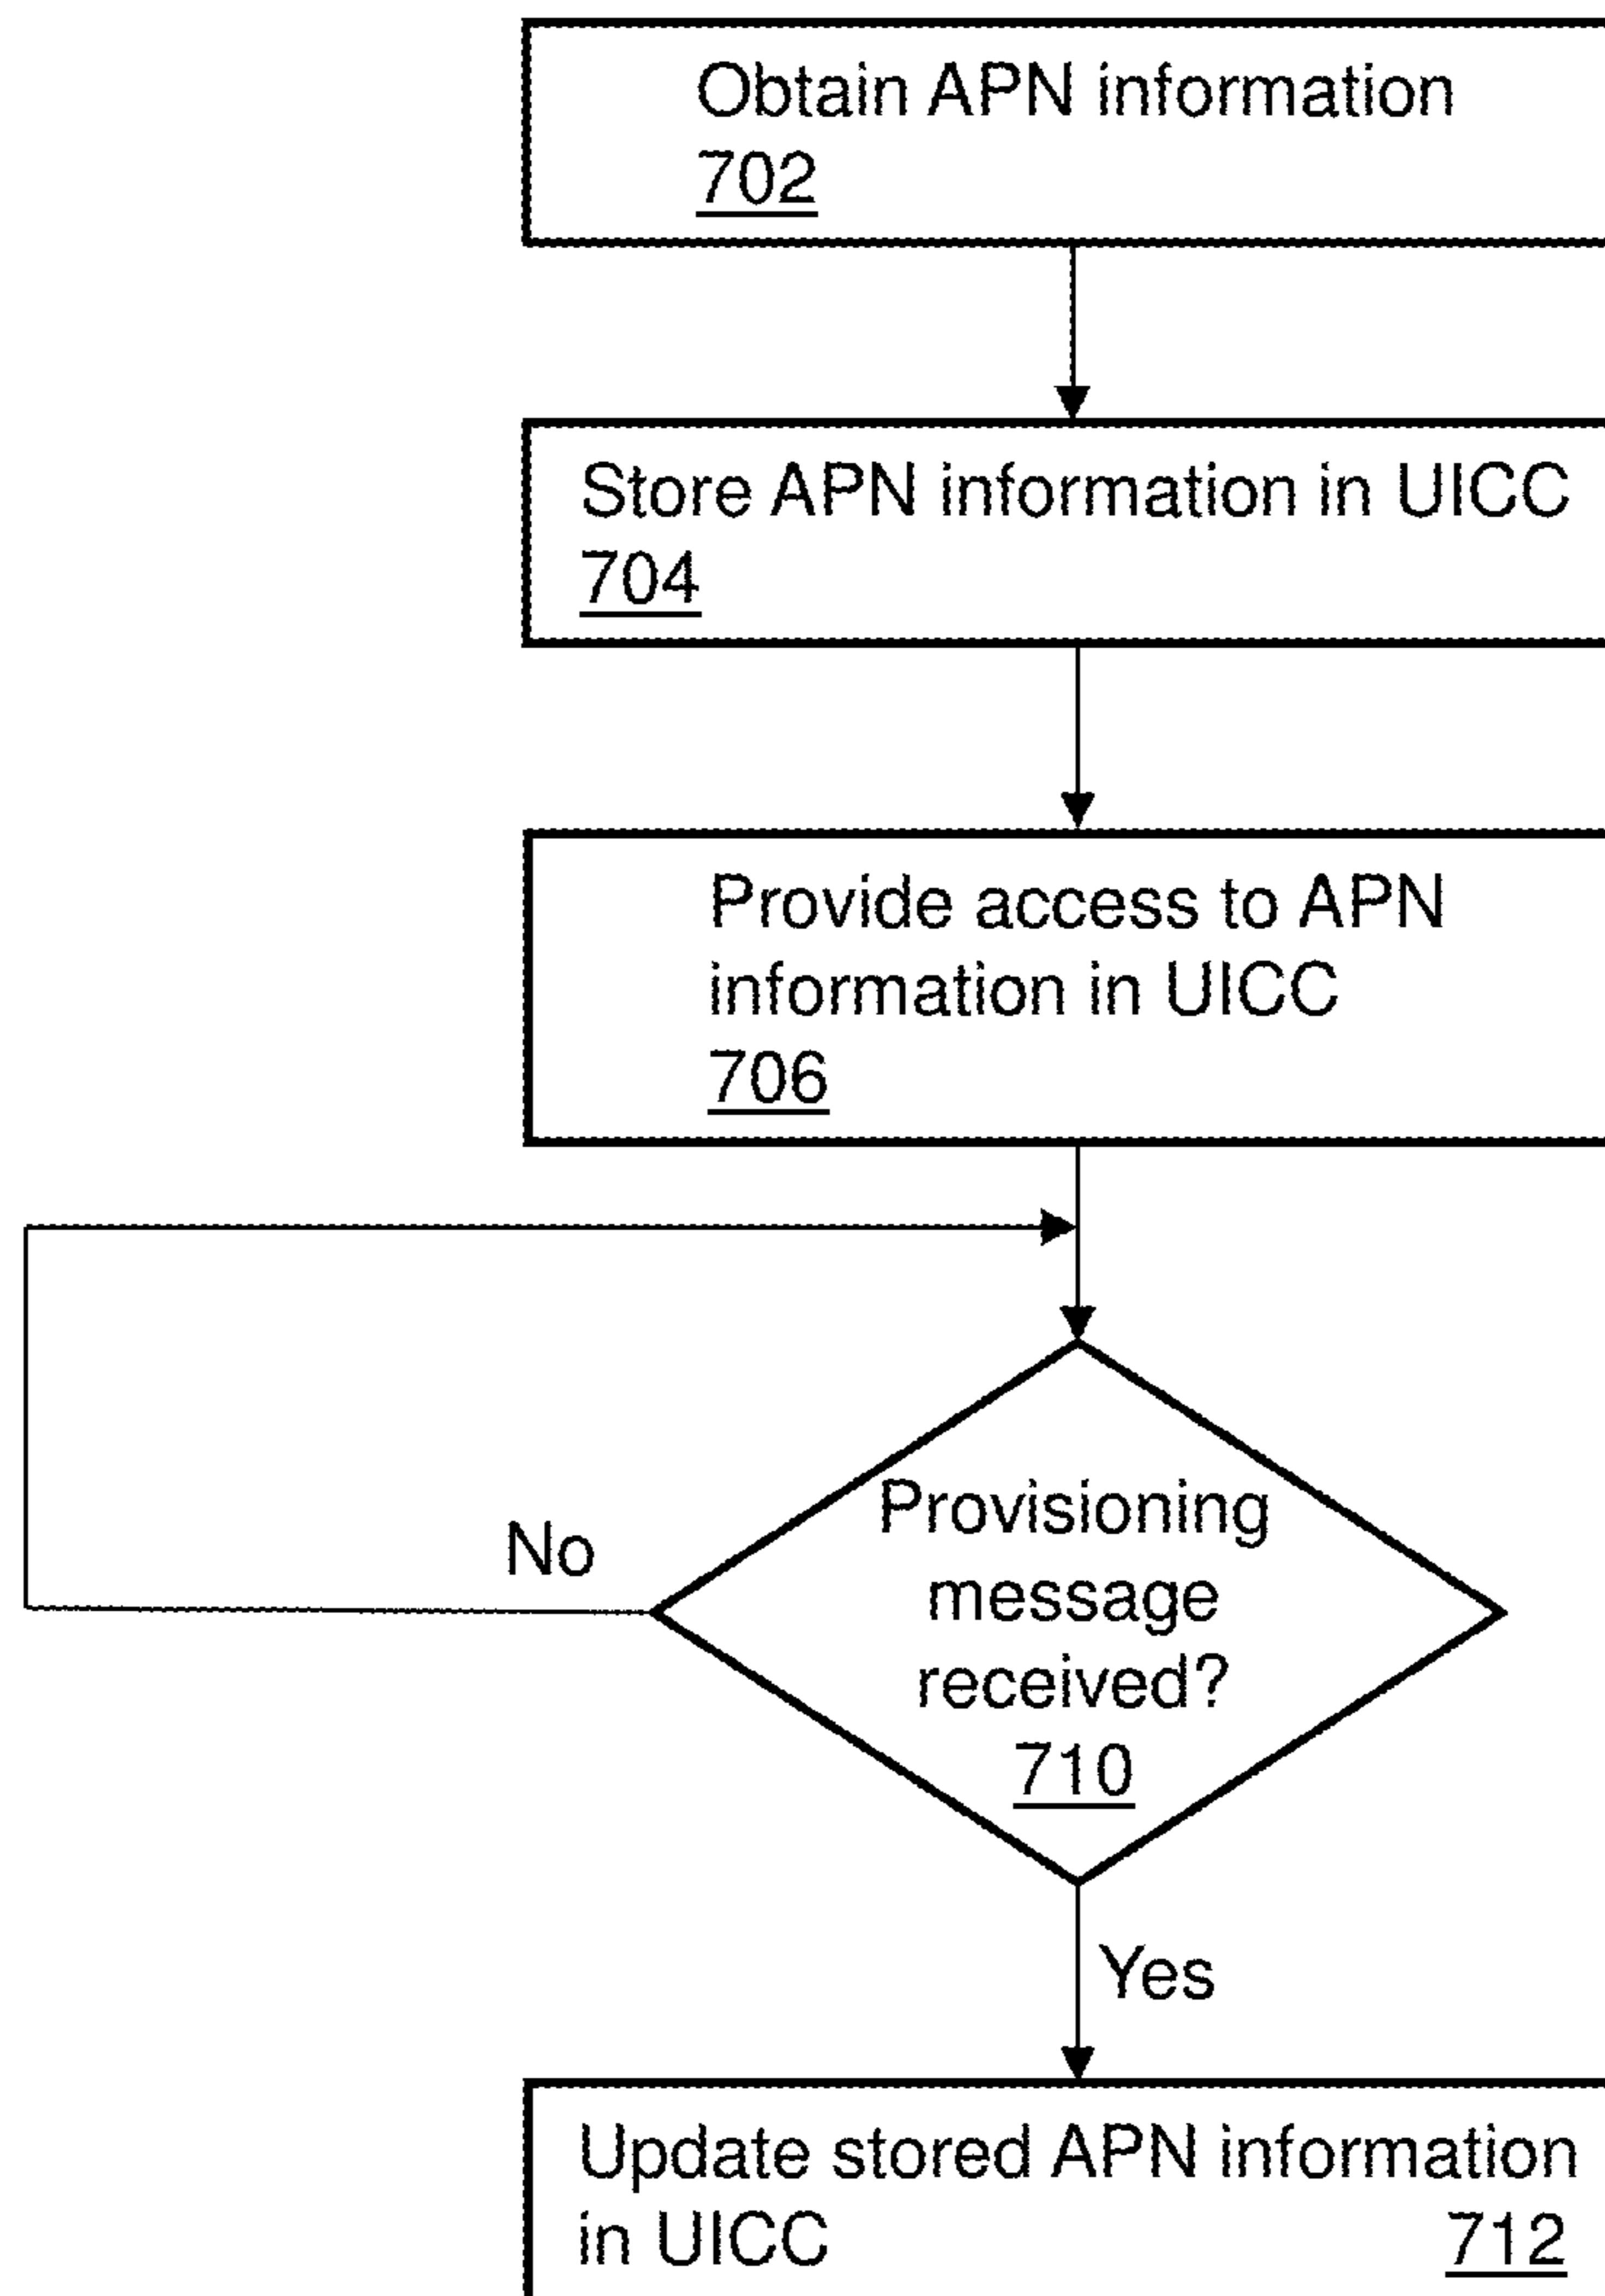 Obtain APN information
702
Store APN information in UICC
704
Provide access to APN
information in UICC
706
No
Provisioning
message
received?
710
Yes
Update stored APN information
in UICC 712